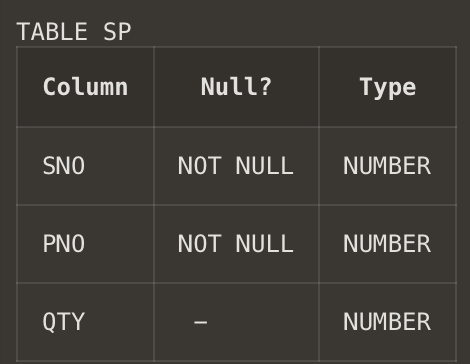 TABLE SP
Column Null? Type
SNO NOT NULL NUMBER
PNO NOT NULL NUMBER
QTY – NUMBER